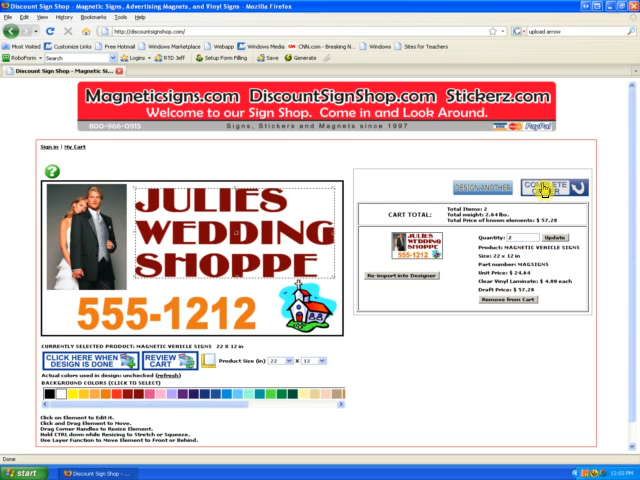 Discount Sign Shop - Magnetic Signs, Advertising Magnets, and Vinyl Signs - Mozilla Firefox
File Edit View History Bookmarks Tools Help
http://discountsignshop.com/
upload arrow
Most Visited Customize Links Free Hotmail Windows Marketplace Webapp Windows Media CNN.com - Breaking N... Windows Sites for Teachers
RoboForm Search Logins RTD Jeff Setup Form Filling Save Generate
Discount Sign Shop - Magnetic Si...
Magneticsigns.com DiscountSignShop.com Stickerz.com
Welcome to our Sign Shop. Come in and Look Around.
800-966-0915 Signs, Stickers and Magnets since 1997 VISA PayPal
Sign in | My Cart
?
DESIGN ANOTHER
COMPLETE ORDER
JULIES
WEDDING
SHOPPE
555-1212
CART TOTAL:
Total Items: 2
Total weight: 2.64 lbs.
Total Price of known elements: $ 57.28
JULIES
WEDDING
SHOPPE
555-1212
Re-import into Designer
Quantity: 2 Update
Product: MAGNETIC VEHICLE SIGNS
Size: 22 x 12 in
Part number: MAGSIGNS
Unit Price: $ 24.64
Clear Vinyl Laminate: $ 4.00 each
Draft Price: $ 57.28
Remove from Cart
CURRENTLY SELECTED PRODUCT: MAGNETIC VEHICLE SIGNS 22 X 12 in
CLICK HERE WHEN
DESIGN IS DONE
REVIEW
CART
Product Size (in) 22 X 12
Actual colors used in design: unchecked (refresh)
BACKGROUND COLORS (CLICK TO SELECT)
Click on Element to Edit it.
Click and Drag Element to Move.
Drag Corner Handles to Resize Element.
Hold CTRL down while Resizing to Stretch or Squeeze.
Use Layer Function to Move Element to Front or Behind.
Done
start
Discount Sign Shop - ...
12:03 PM